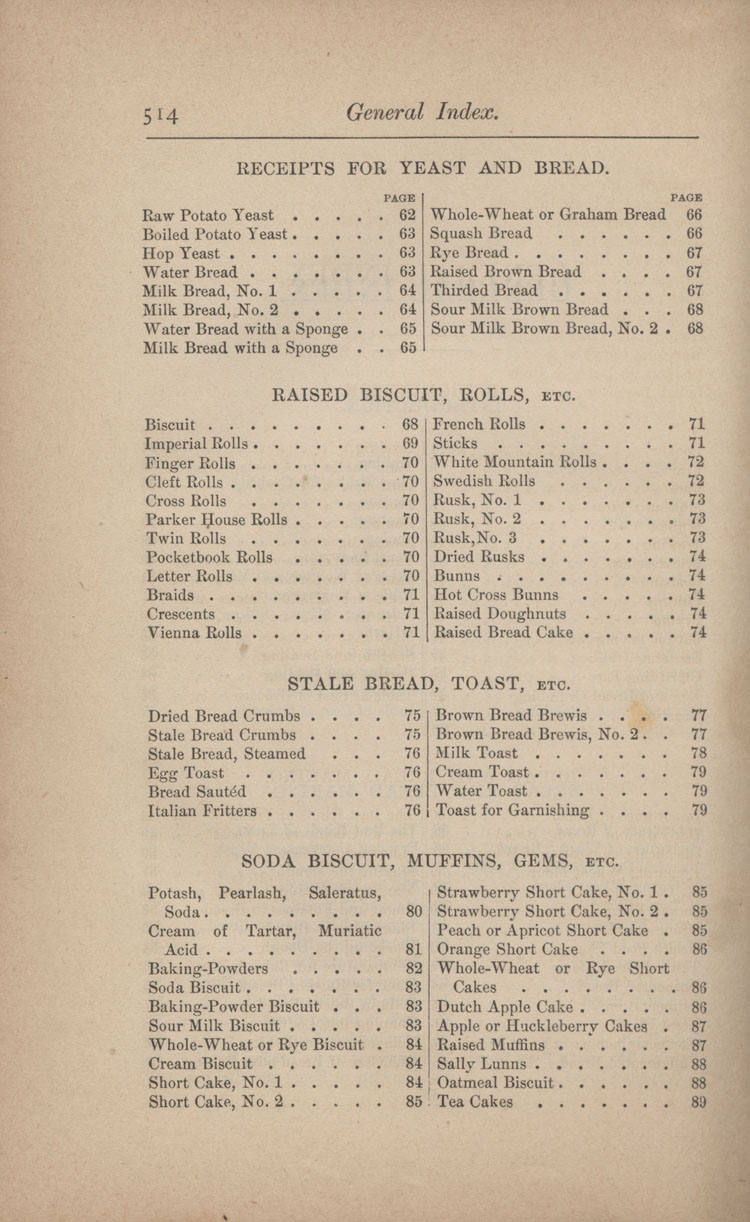 514 General Index.
RECEIPTS FOR YEAST AND BREAD.
PAGE
Raw Potato Yeast . . . . . 62
Boiled Potato Yeast . . . . . 63
Hop Yeast . . . . . . . . 63
Water Bread . . . . . . . 63
Milk Bread, No. 1 . . . . . 64
Milk Bread, No. 2 . . . . . 64
Water Bread with a Sponge . . 65
Milk Bread with a Sponge . . 65
PAGE
Whole-Wheat or Graham Bread 66
Squash Bread . . . . . . 66
Rye Bread . . . . . . . . 67
Raised Brown Bread . . . . 67
Thirded Bread . . . . . . 67
Sour Milk Brown Bread . . . 68
Sour Milk Brown Bread, No. 2 . 68
RAISED BISCUIT, ROLLS, ETC.
Biscuit . . . . . . . . . . 68
Imperial Rolls . . . . . . . 69
Finger Rolls . . . . . . . 70
Cleft Rolls . . . . . . . . 70
Cross Rolls . . . . . . . 70
Parker House Rolls . . . . . 70
Twin Rolls . . . . . . . 70
Pocketbook Rolls . . . . . 70
Letter Rolls . . . . . . . 70
Braids . . . . . . . . . 71
Crescents . . . . . . . . 71
Vienna Rolls . . . . . . . 71
French Rolls . . . . . . . 71
Sticks . . . . . . . . . 71
White Mountain Rolls . . . . 72
Swedish Rolls . . . . . . 72
Rusk, No. 1 . . . . . . . 73
Rusk, No. 2 . . . . . . . 73
Rusk, No. 3 . . . . . . . 73
Dried Rusks . . . . . . . 74
Bunns . . . . . . . . . 74
Hot Cross Bunns . . . . . 74
Raised Doughnuts . . . . . 74
Raised Bread Cake . . . . . 74
STALE BREAD, TOAST, ETC.
Dried Bread Crumbs . . . . 75
Stale Bread Crumbs . . . . 75
Stale Bread, Steamed . . . 76
Egg Toast . . . . . . . 76
Bread Sautéd . . . . . . 76
Italian Fritters . . . . . . 76
Brown Bread Brewis . . . . 77
Brown Bread Brewis, No. 2 . . 77
Milk Toast . . . . . . . 78
Cream Toast . . . . . . . 79
Water Toast . . . . . . . 79
Toast for Garnishing . . . . 79
SODA BISCUIT, MUFFINS, GEMS, ETC.
Potash, Pearlash, Saleratus,
Soda . . . . . . . . . 80
Cream of Tartar, Muriatic
Acid . . . . . . . . . 81
Baking-Powders . . . . . 82
Soda Biscuit . . . . . . . 83
Baking-Powder Biscuit . . . 83
Sour Milk Biscuit . . . . . 83
Whole-Wheat or Rye Biscuit . 84
Cream Biscuit . . . . . . 84
Short Cake, No. 1 . . . . . 84
Short Cake, No. 2 . . . . . 85
Strawberry Short Cake, No. 1 . 85
Strawberry Short Cake, No. 2 . 85
Peach or Apricot Short Cake . 85
Orange Short Cake . . . . 86
Whole-Wheat or Rye Short
Cakes . . . . . . . . 86
Dutch Apple Cake . . . . . 86
Apple or Huckleberry Cakes . 87
Raised Muffins . . . . . . 87
Sally Lunns . . . . . . . 88
Oatmeal Biscuit . . . . . . 88
Tea Cakes . . . . . . . 89